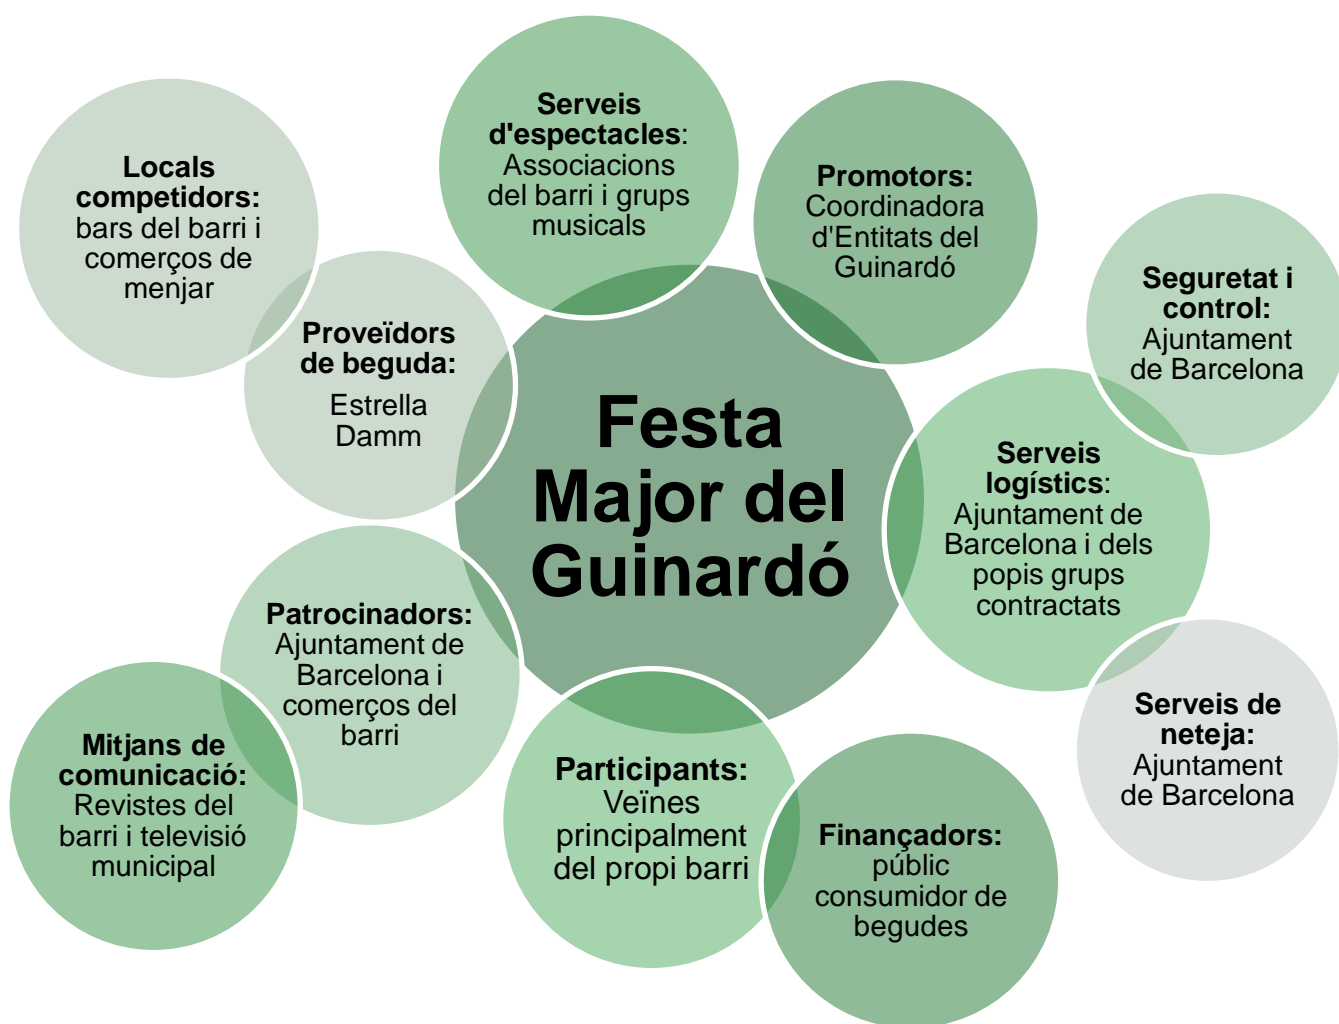 Serveis
d'espectacles:
Associacions
del barri i grups
musicals
Locals
competidors:
bars del barri i
comerços de
menjar
Promotors:
Coordinadora
d'Entitats del
Guinardó
Seguretat i
control:
Ajuntament
de Barcelona
Proveïdors
de beguda:
Estrella
Damm
Festa
Major del
Guinardó
Serveis
logístics:
Ajuntament de
Barcelona i dels
popis grups
contractats
Patrocinadors:
Ajuntament de
Barcelona i
comerços del
barri
Serveis de
neteja:
Ajuntament
de Barcelona
Mitjans de
comunicació:
Revistes del
barri i televisió
municipal
Participants:
Veïnes
principalment
del propi barri
Finançadors:
públic
consumidor de
begudes